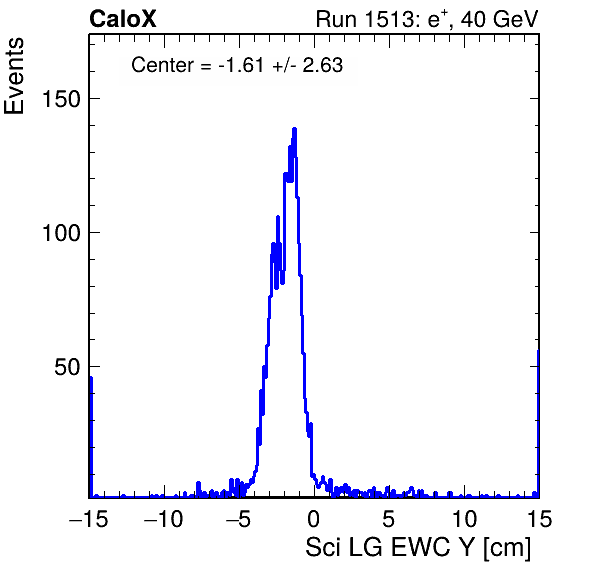 CaloX Run 1513: e⁺, 40 GeV
Center = -1.61 +/- 2.63
Events
150
100
50
−15 −10 −5 0 5 10 15
Sci LG EWC Y [cm]